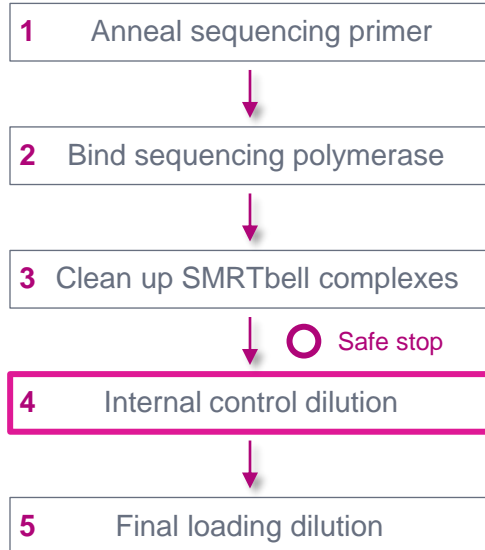 1 Anneal sequencing primer
2 Bind sequencing polymerase
3 Clean up SMRTbell complexes
Safe stop
4 Internal control dilution
5 Final loading dilution